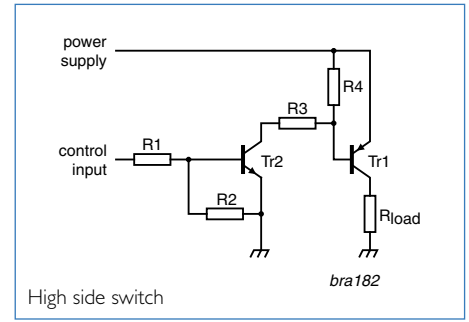 power
supply
R4
R3
R1
control
input
Tr2
Tr1
R2
Rload
bra182
High side switch